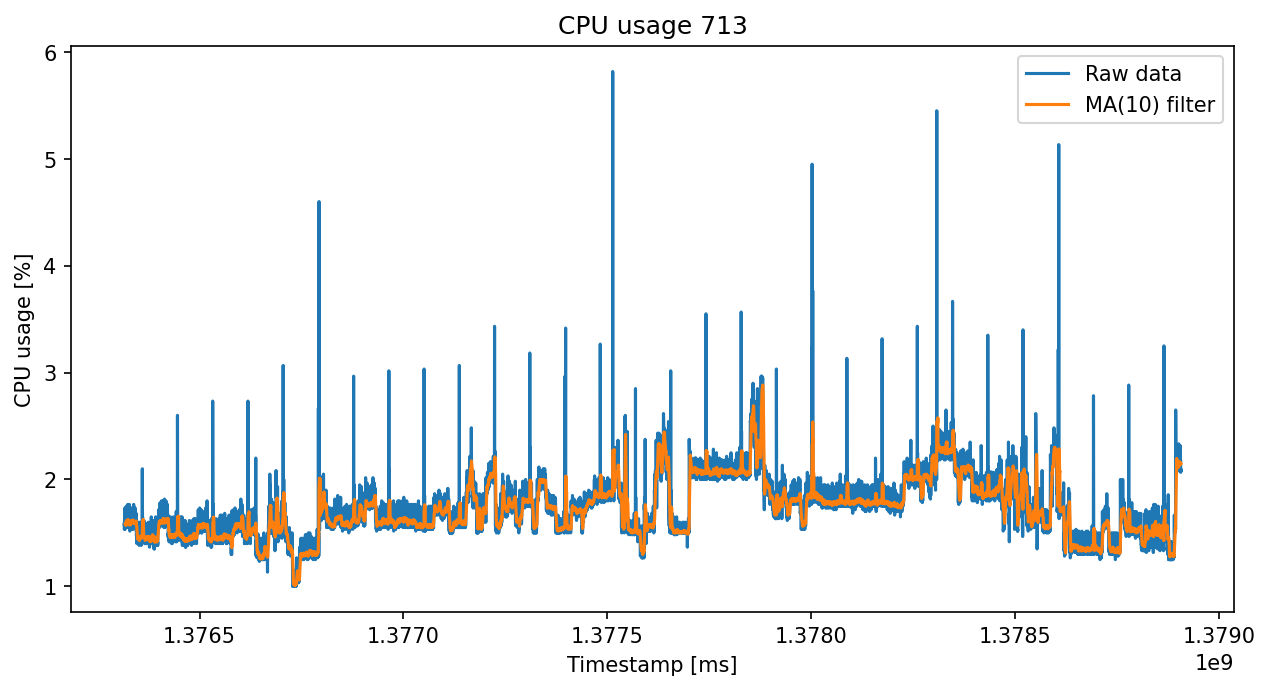 CPU usage 713
Raw data
MA(10) filter
CPU usage [%]
6
5
4
3
2
1
1.3765 1.3770 1.3775 1.3780 1.3785 1.3790
1e9
Timestamp [ms]